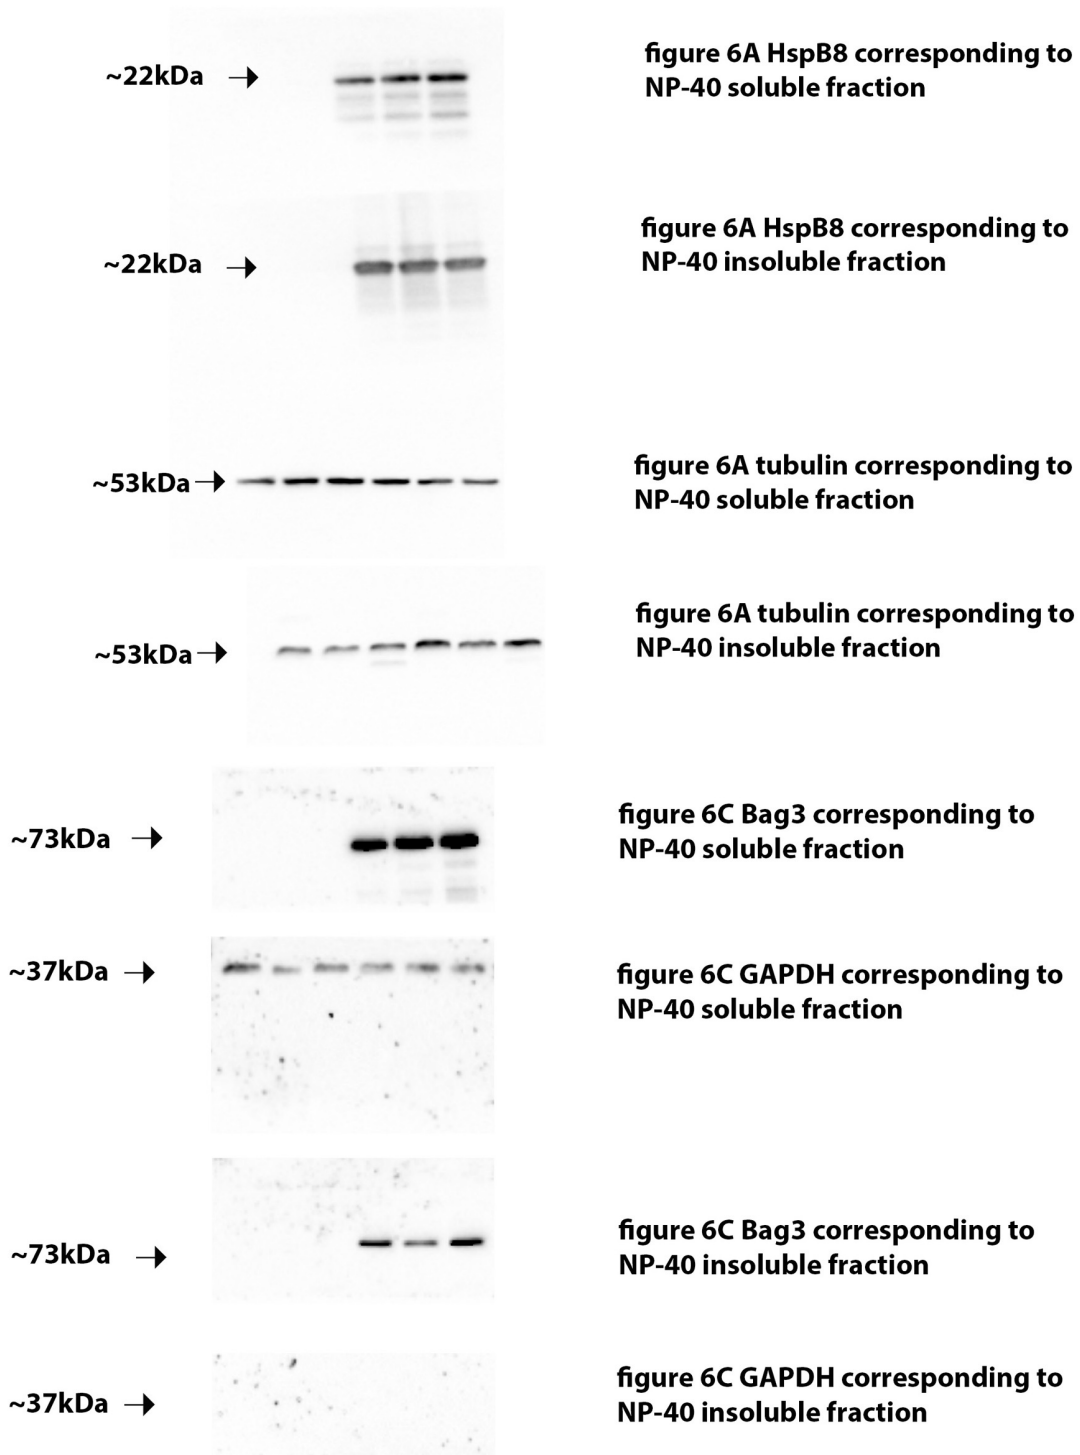 ~22kDa →
figure 6A HspB8 corresponding to
NP-40 soluble fraction
~22kDa →
figure 6A HspB8 corresponding to
NP-40 insoluble fraction
~53kDa →
figure 6A tubulin corresponding to
NP-40 soluble fraction
~53kDa →
figure 6A tubulin corresponding to
NP-40 insoluble fraction
~73kDa →
figure 6C Bag3 corresponding to
NP-40 soluble fraction
~37kDa →
figure 6C GAPDH corresponding to
NP-40 soluble fraction
~73kDa →
figure 6C Bag3 corresponding to
NP-40 insoluble fraction
~37kDa →
figure 6C GAPDH corresponding to
NP-40 insoluble fraction